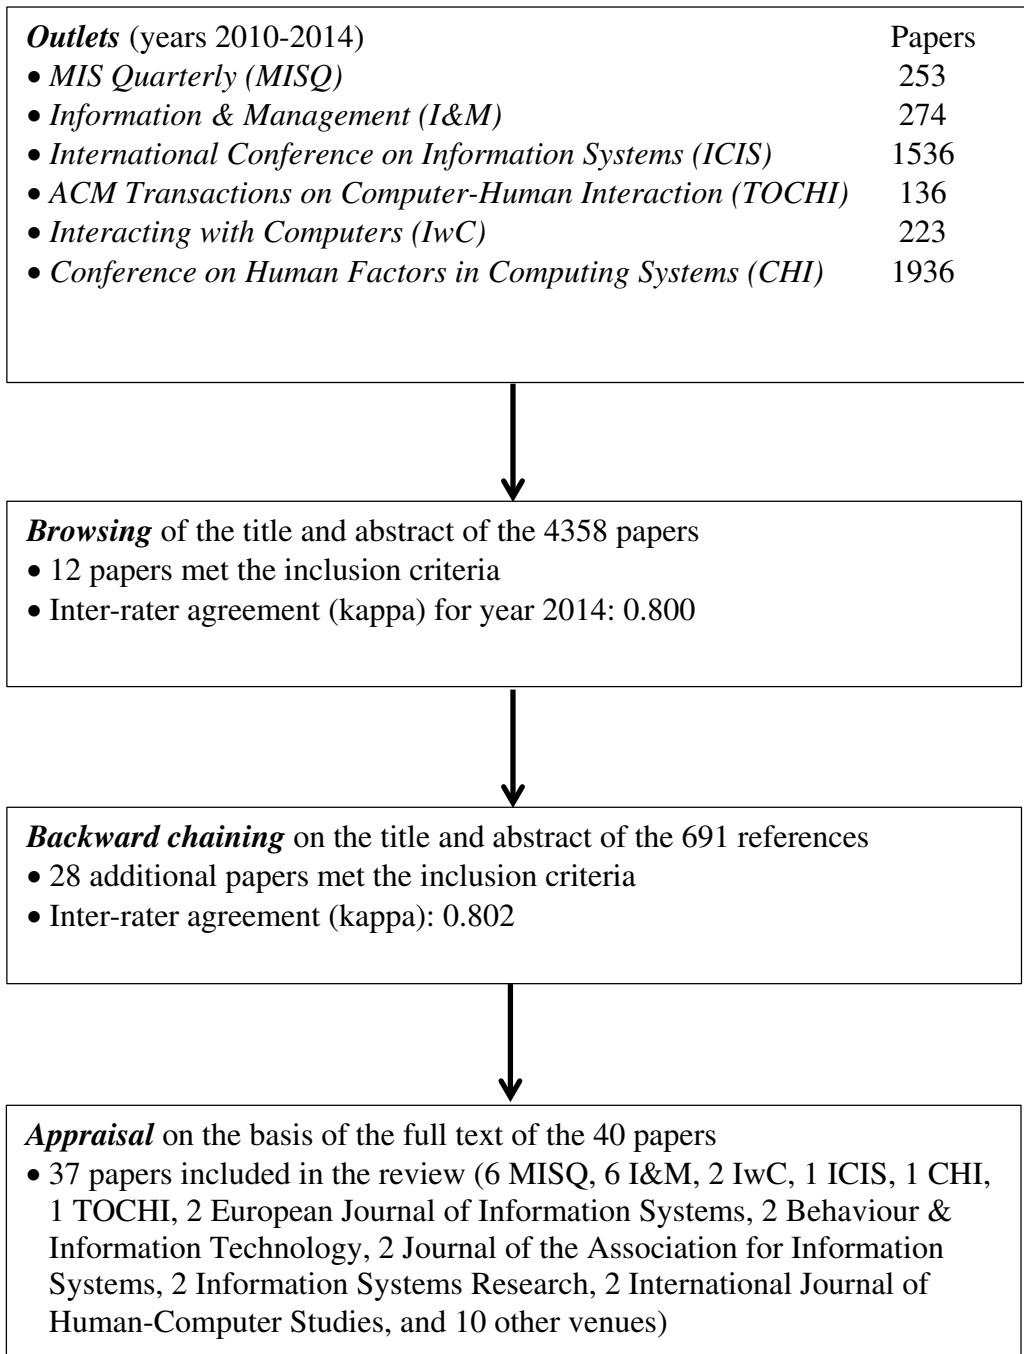 Outlets (years 2010-2014) Papers
• MIS Quarterly (MISQ) 253
• Information & Management (I&M) 274
• International Conference on Information Systems (ICIS) 1536
• ACM Transactions on Computer-Human Interaction (TOCHI) 136
• Interacting with Computers (IwC) 223
• Conference on Human Factors in Computing Systems (CHI) 1936
Browsing of the title and abstract of the 4358 papers
• 12 papers met the inclusion criteria
• Inter-rater agreement (kappa) for year 2014: 0.800
Backward chaining on the title and abstract of the 691 references
• 28 additional papers met the inclusion criteria
• Inter-rater agreement (kappa): 0.802
Appraisal on the basis of the full text of the 40 papers
• 37 papers included in the review (6 MISQ, 6 I&M, 2 IwC, 1 ICIS, 1 CHI,
1 TOCHI, 2 European Journal of Information Systems, 2 Behaviour &
Information Technology, 2 Journal of the Association for Information
Systems, 2 Information Systems Research, 2 International Journal of
Human-Computer Studies, and 10 other venues)